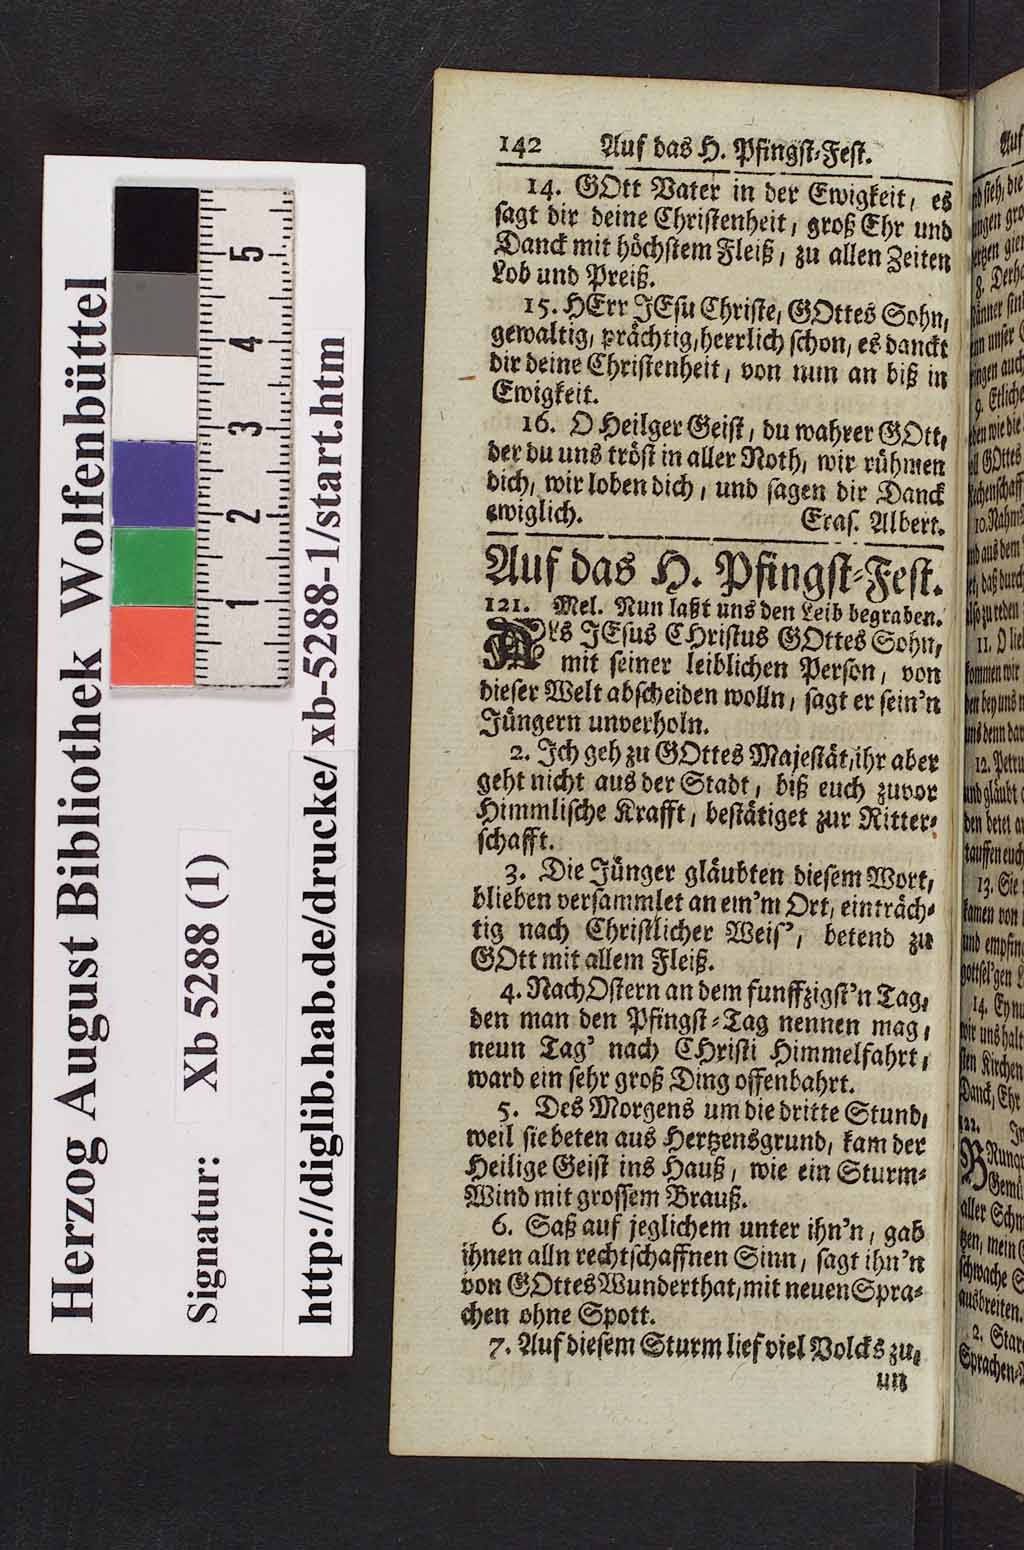 Herzog August Bibliothek Wolfenbüttel
Signatur: Xb 5288 (1)
http://diglib.hab.de/drucke/xb-5288-1/start.htm
5
4
3
2
1
142 Auf das H. Pfingst-Fest.
14. GOtt Vater in der Ewigkeit, es
sagt dir deine Christenheit, groß Ehr und
Danck mit höchstem Fleiß, zu allen Zeiten
Lob und Preiß.
15. HErr JEsu Christe, GOttes Sohn,
gewaltig, prächtig, herrlich schon, es danckt
dir deine Christenheit, von nun an biß in
Ewigkeit.
16. O Heilger Geist, du wahrer GOtt,
der du uns tröst in aller Noth, wir rühmen
dich, wir loben dich, und sagen dir Danck
ewiglich. Eras. Albert.
Auf das H. Pfingst-Fest.
121. Mel. Nun laßt uns den Leib begraben.
ALs JEsus CHristus GOttes Sohn,
mit seiner leiblichen Person, von
dieser Welt abscheiden wolln, sagt er sein'n
Jüngern unverholn.
2. Ich geh zu GOttes Majestät, ihr aber
geht nicht aus der Stadt, biß euch zuvor
Himmlische Krafft, bestätiget zur Ritter-
schafft.
3. Die Jünger gläubten diesem Wort,
blieben versammlet an ein'm Ort, einträch-
tig nach Christlicher Weis', betend zu
GOtt mit allem Fleiß.
4. Nach Ostern an dem funffzigst'n Tag,
den man den Pfingst-Tag nennen mag,
neun Tag' nach CHristi Himmelfahrt,
ward ein sehr groß Ding offenbahrt.
5. Des Morgens um die dritte Stund,
weil sie beten aus Hertzensgrund, kam der
Heilige Geist ins Hauß, wie ein Sturm-
Wind mit grossem Brauß.
6. Saß auf jeglichem unter ihn'n, gab
ihnen alln rechtschaffnen Sinn, sagt ihn'n
von GOttes Wunderthat, mit neuen Spra-
chen ohne Spott.
7. Auf diesem Sturm lief viel Volcks zu,
un